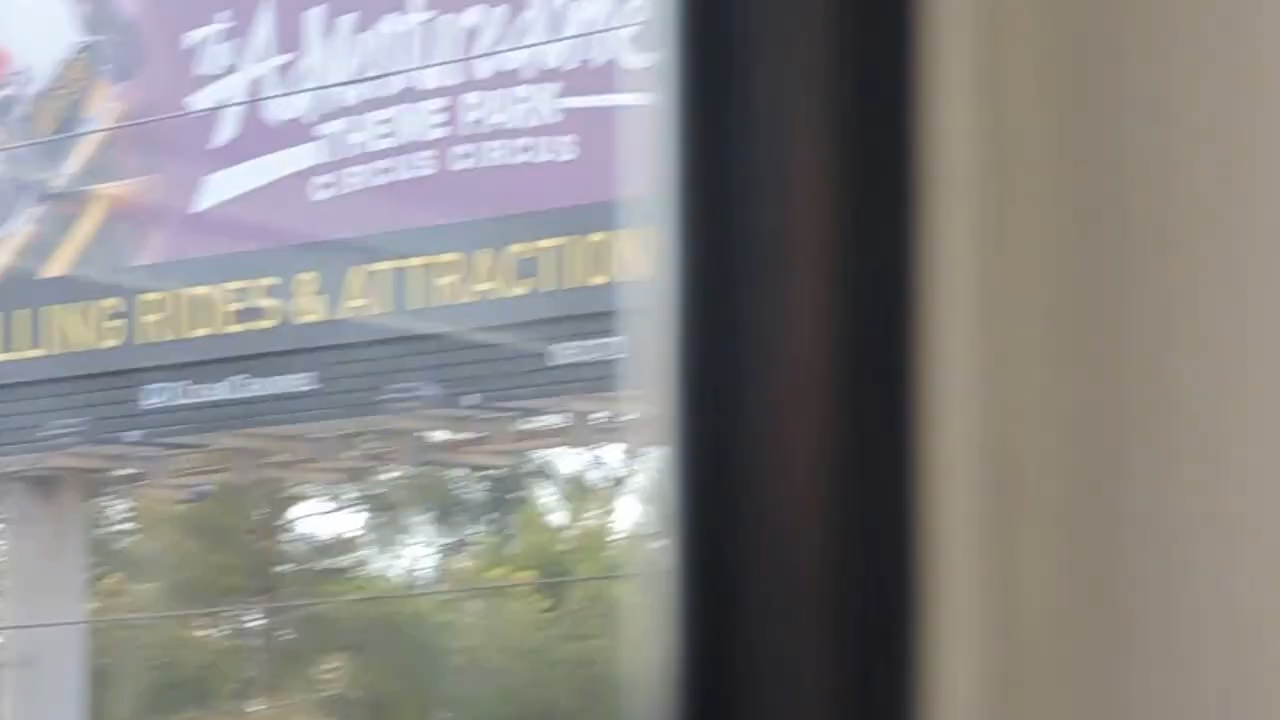 The Adventuredome
THEME PARK
CIRCUS CIRCUS
LLING RIDES & ATTRACTION